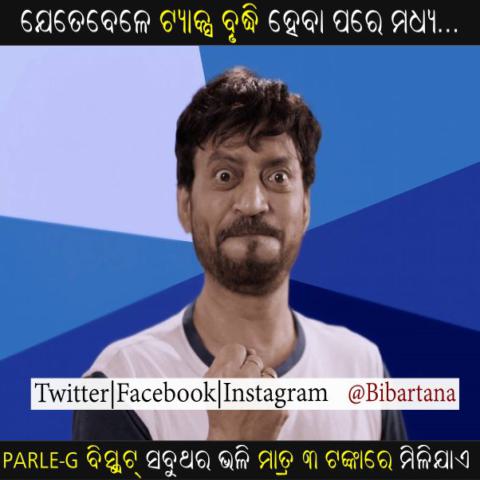 ଯେତେବେଳେ ଟ୍ୟାକ୍ସ ବୃଦ୍ଧି ହେବା ପରେ ମଧ୍ୟ...
Twitter|Facebook|Instagram @Bibartana
PARLE-G ବିସ୍କୁଟ୍ ସବୁଥର ଭଳି ମାତ୍ର ୩ ଟଙ୍କାରେ ମିଳିଯାଏ